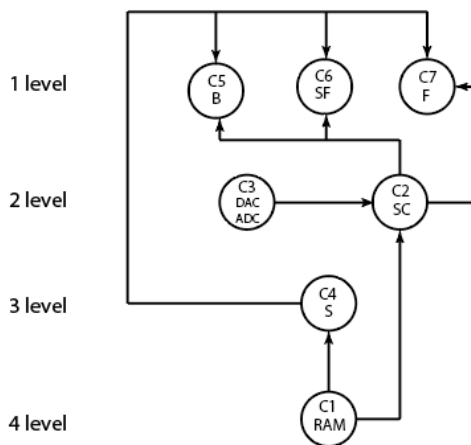 1 level
C5
B
C6
SF
C7
F
2 level
C3
DAC
ADC
C2
SC
3 level
C4
S
4 level
C1
RAM